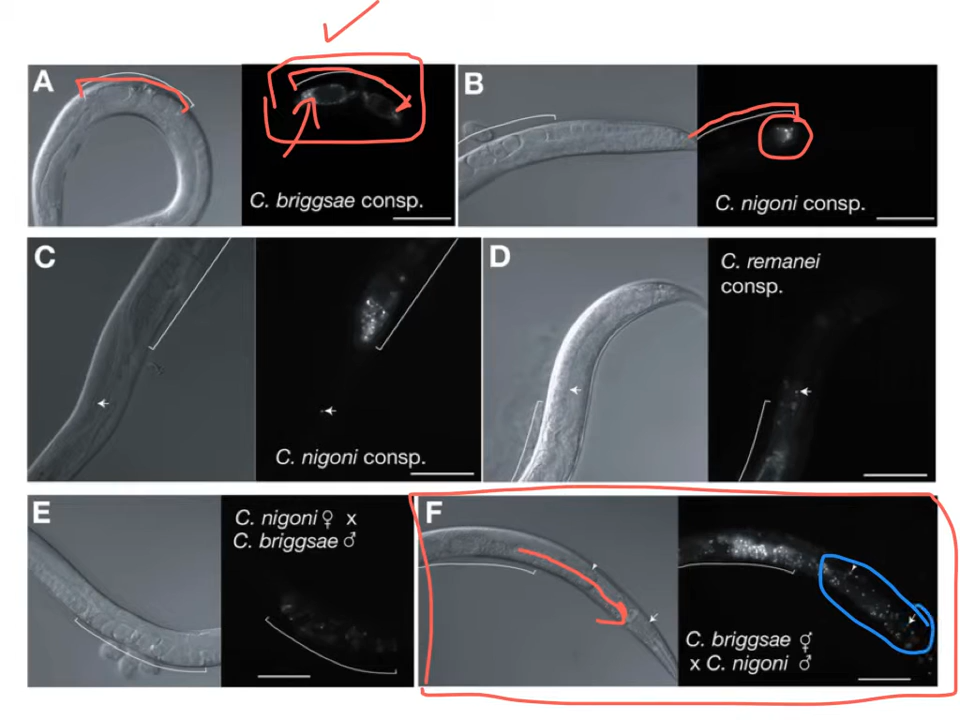 A
C. briggsae consp.
B
C. nigoni consp.
C
C. nigoni consp.
D
C. remanei
consp.
E
C. nigoni ♀ x
C. briggsae ♂
F
C. briggsae ⚥
x C. nigoni ♂